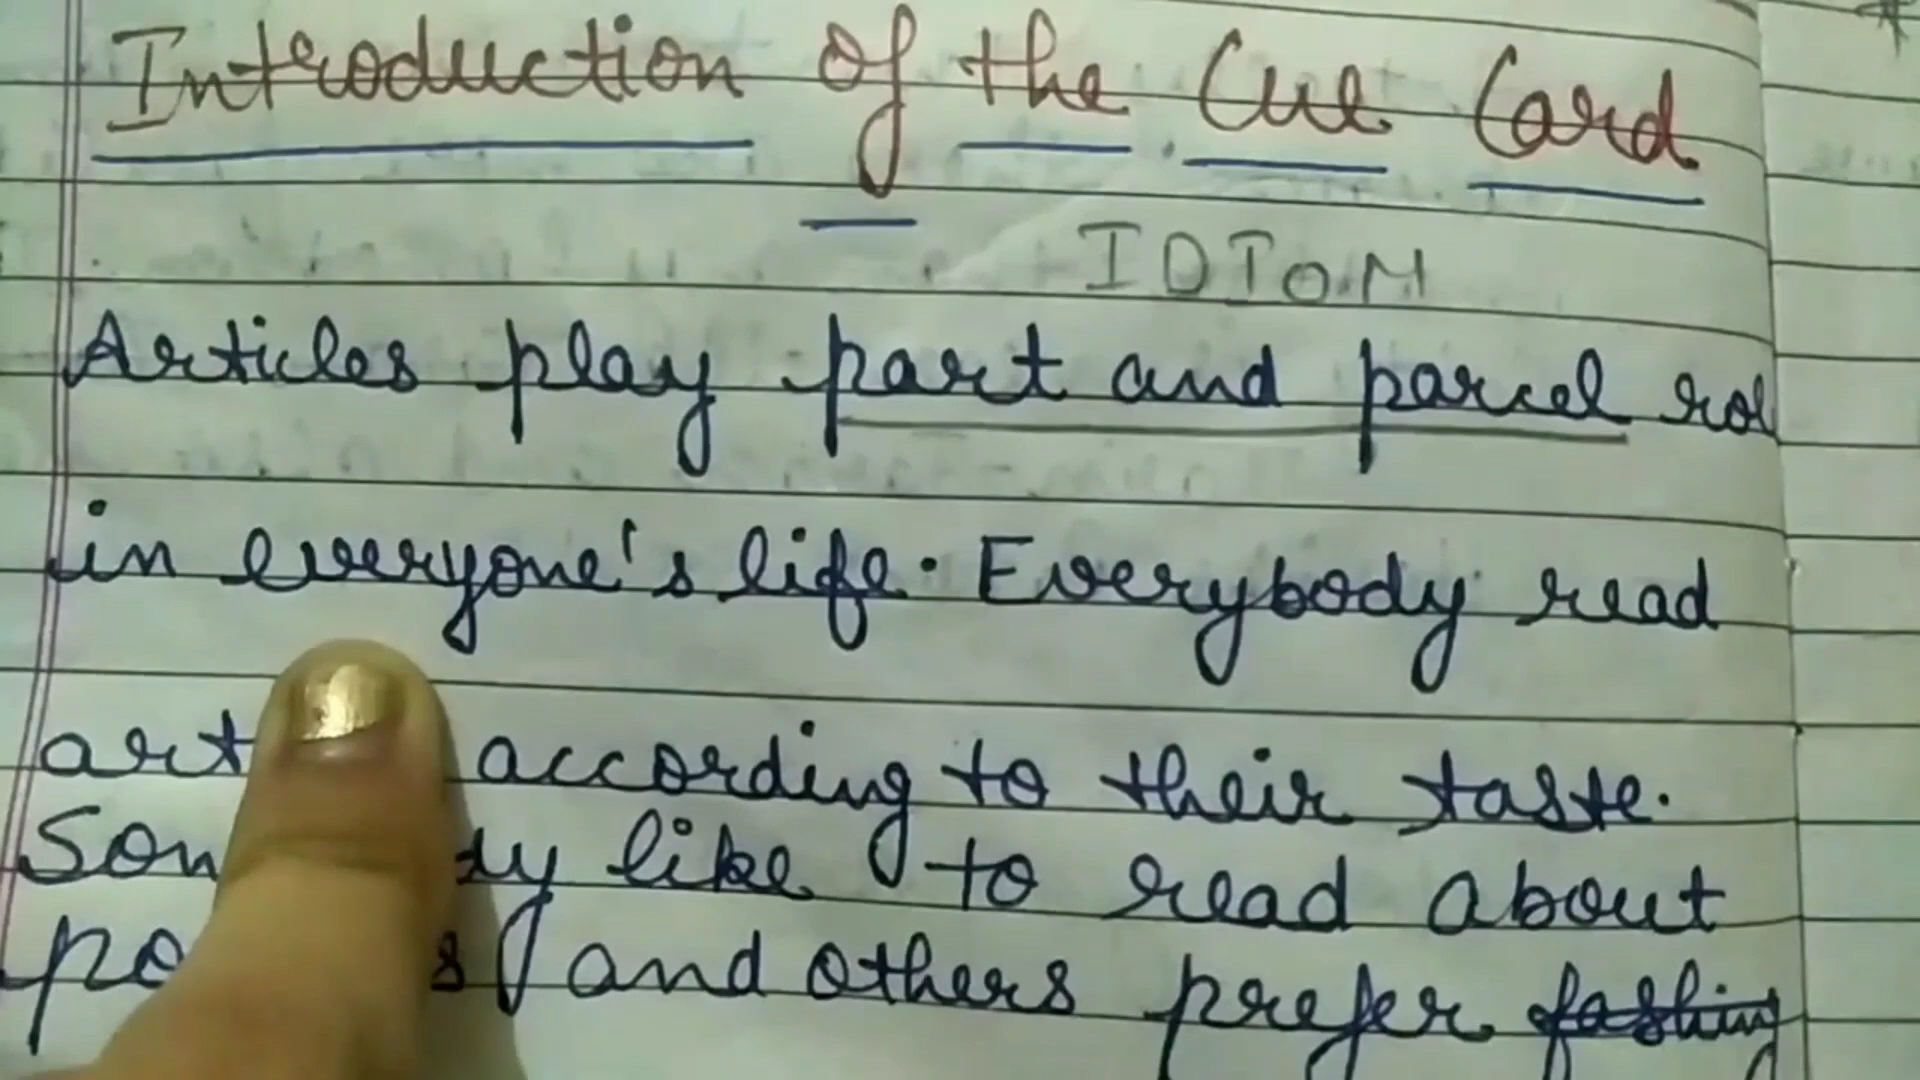 Introduction of the Cue Card
IDIOM
Articles play part and parcel rol
in everyone's life. Everybody read
according to their taste.
like to read about
and others prefer